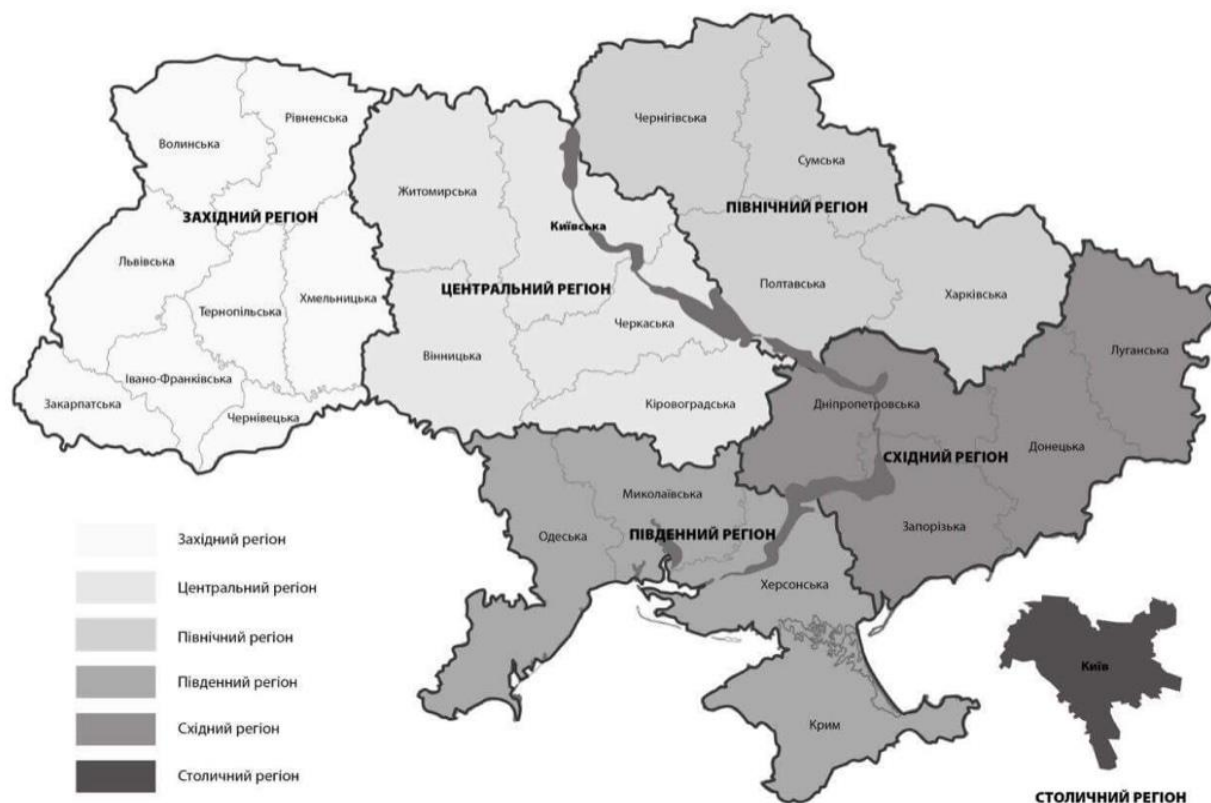 Чернігівська
Рівненська
Волинська
Сумська
Житомирська
ПІВНІЧНИЙ РЕГІОН
ЗАХІДНИЙ РЕГІОН
Київська
Львівська
Полтавська
ЦЕНТРАЛЬНИЙ РЕГІОН
Харківська
Хмельницька
Тернопільська
Черкаська
Луганська
Вінницька
Івано-Франківська
Закарпатська
Кіровоградська
Дніпропетровська
Чернівецька
Донецька
СХІДНИЙ РЕГІОН
Миколаївська
Запорізька
ПІВДЕННИЙ РЕГІОН
Одеська
Херсонська
Крим
Західний регіон
Центральний регіон
Північний регіон
Південний регіон
Східний регіон
Столичний регіон
Київ
СТОЛИЧНИЙ РЕГІОН